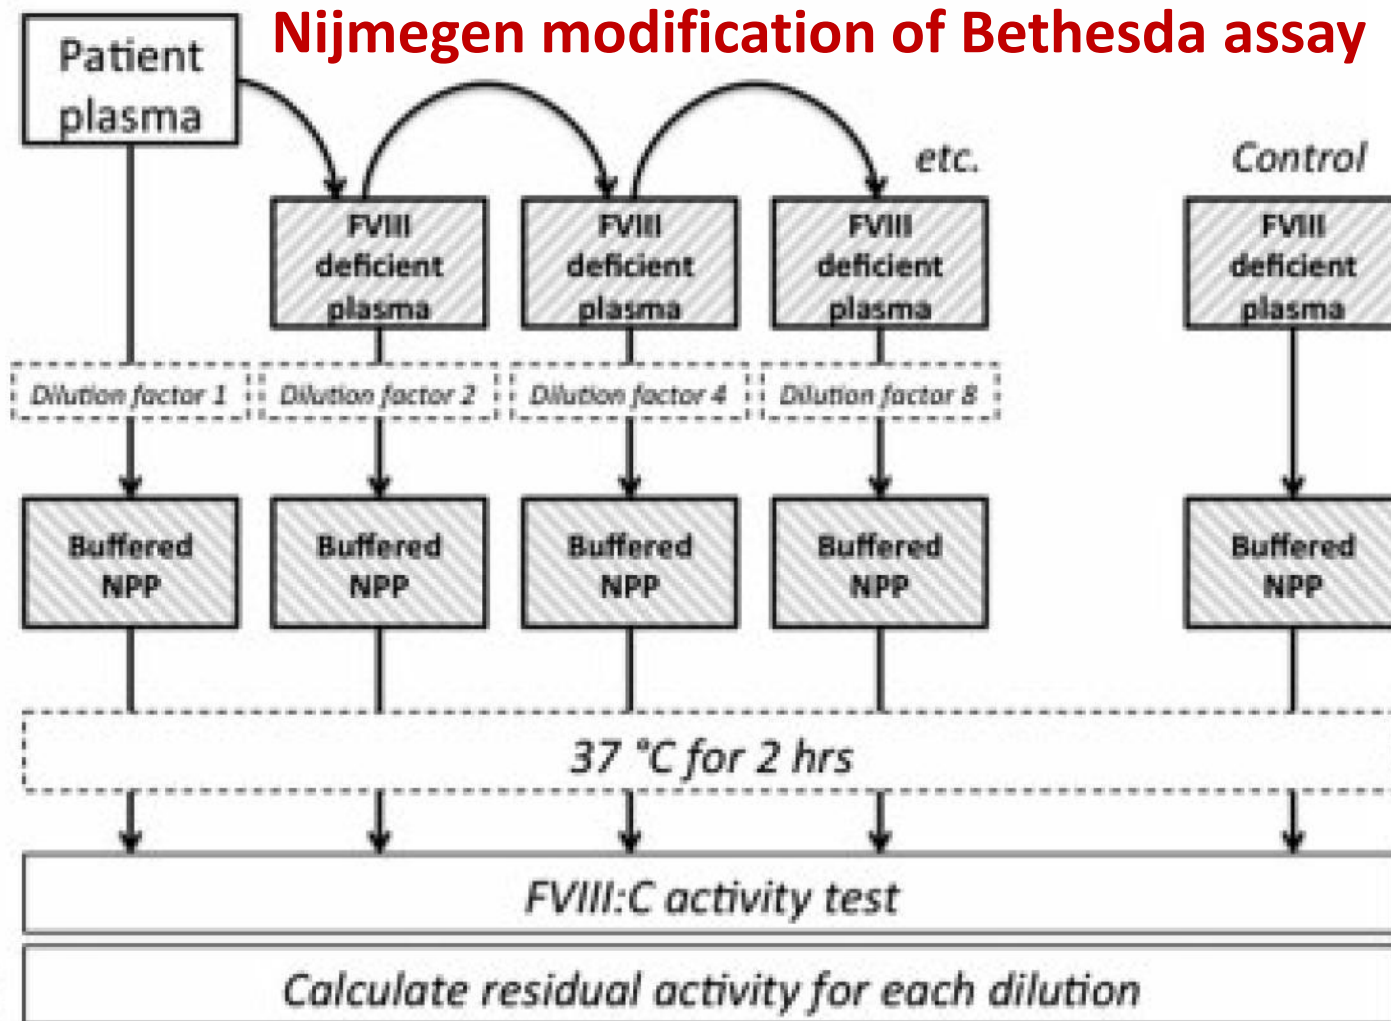 Nijmegen modification of Bethesda assay
Patient
plasma
etc.
Control
FVIII
deficient
plasma
FVIII
deficient
plasma
FVIII
deficient
plasma
FVIII
deficient
plasma
Dilution factor 1
Dilution factor 2
Dilution factor 4
Dilution factor 8
Buffered
NPP
Buffered
NPP
Buffered
NPP
Buffered
NPP
Buffered
NPP
37 °C for 2 hrs
FVIII:C activity test
Calculate residual activity for each dilution